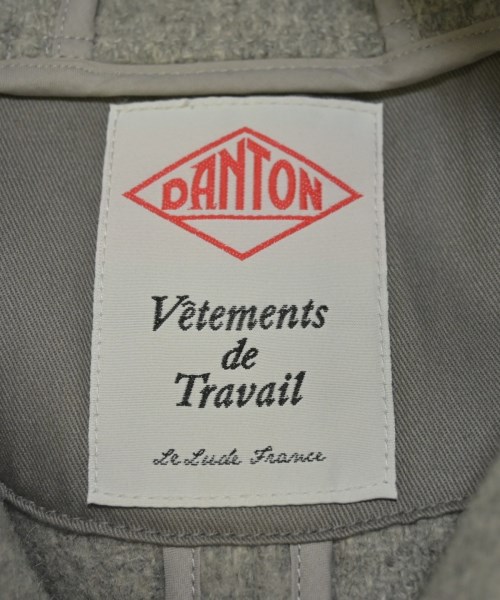 DANTON
Vêtements
de
Travail
Le Lude France